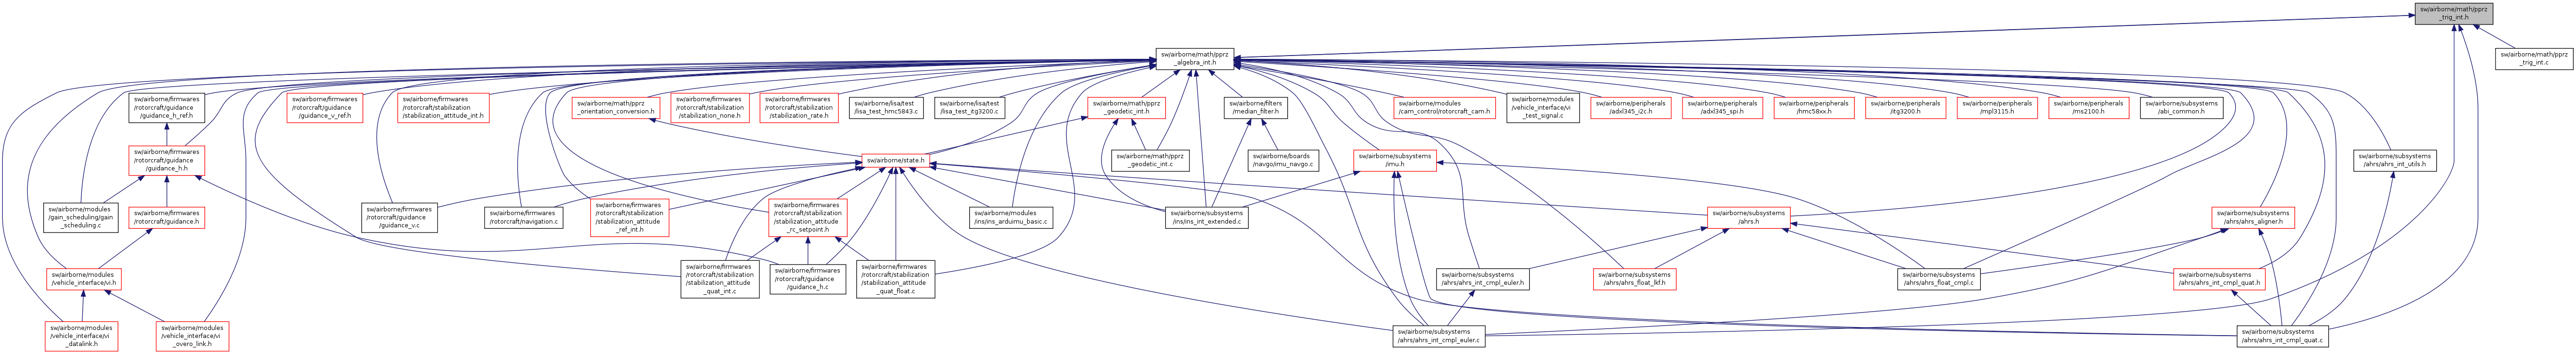 sw/airborne/math/pprz
_trig_int.h
sw/airborne/math/pprz
_algebra_int.h
sw/airborne/math/pprz
_trig_int.c
sw/airborne/firmwares
/rotorcraft/guidance
/guidance_h_ref.h
sw/airborne/firmwares
/rotorcraft/guidance
/guidance_v_ref.h
sw/airborne/firmwares
/rotorcraft/stabilization
/stabilization_attitude_int.h
sw/airborne/math/pprz
_orientation_conversion.h
sw/airborne/firmwares
/rotorcraft/stabilization
/stabilization_none.h
sw/airborne/firmwares
/rotorcraft/stabilization
/stabilization_rate.h
sw/airborne/lisa/test
/lisa_test_hmc5843.c
sw/airborne/lisa/test
/lisa_test_itg3200.c
sw/airborne/math/pprz
_geodetic_int.h
sw/airborne/filters
/median_filter.h
sw/airborne/modules
/cam_control/rotorcraft_cam.h
sw/airborne/modules
/vehicle_interface/vi
_test_signal.c
sw/airborne/peripherals
/adxl345_i2c.h
sw/airborne/peripherals
/adxl345_spi.h
sw/airborne/peripherals
/hmc58xx.h
sw/airborne/peripherals
/itg3200.h
sw/airborne/peripherals
/mpl3115.h
sw/airborne/peripherals
/ms2100.h
sw/airborne/subsystems
/abi_common.h
sw/airborne/firmwares
/rotorcraft/guidance
/guidance_h.h
sw/airborne/state.h
sw/airborne/math/pprz
_geodetic_int.c
sw/airborne/boards
/navgo/imu_navgo.c
sw/airborne/subsystems
/imu.h
sw/airborne/subsystems
/ahrs/ahrs_int_utils.h
sw/airborne/modules
/gain_scheduling/gain
_scheduling.c
sw/airborne/firmwares
/rotorcraft/guidance.h
sw/airborne/firmwares
/rotorcraft/guidance
/guidance_v.c
sw/airborne/firmwares
/rotorcraft/navigation.c
sw/airborne/firmwares
/rotorcraft/stabilization
/stabilization_attitude
_ref_int.h
sw/airborne/firmwares
/rotorcraft/stabilization
/stabilization_attitude
_rc_setpoint.h
sw/airborne/modules
/ins/ins_arduimu_basic.c
sw/airborne/subsystems
/ins/ins_int_extended.c
sw/airborne/subsystems
/ahrs.h
sw/airborne/subsystems
/ahrs/ahrs_aligner.h
sw/airborne/modules
/vehicle_interface/vi.h
sw/airborne/firmwares
/rotorcraft/stabilization
/stabilization_attitude
_quat_int.c
sw/airborne/firmwares
/rotorcraft/guidance
/guidance_h.c
sw/airborne/firmwares
/rotorcraft/stabilization
/stabilization_attitude
_quat_float.c
sw/airborne/subsystems
/ahrs/ahrs_int_cmpl_euler.h
sw/airborne/subsystems
/ahrs/ahrs_float_lkf.h
sw/airborne/subsystems
/ahrs/ahrs_float_cmpl.c
sw/airborne/subsystems
/ahrs/ahrs_int_cmpl_quat.h
sw/airborne/modules
/vehicle_interface/vi
_datalink.h
sw/airborne/modules
/vehicle_interface/vi
_overo_link.h
sw/airborne/subsystems
/ahrs/ahrs_int_cmpl_euler.c
sw/airborne/subsystems
/ahrs/ahrs_int_cmpl_quat.c